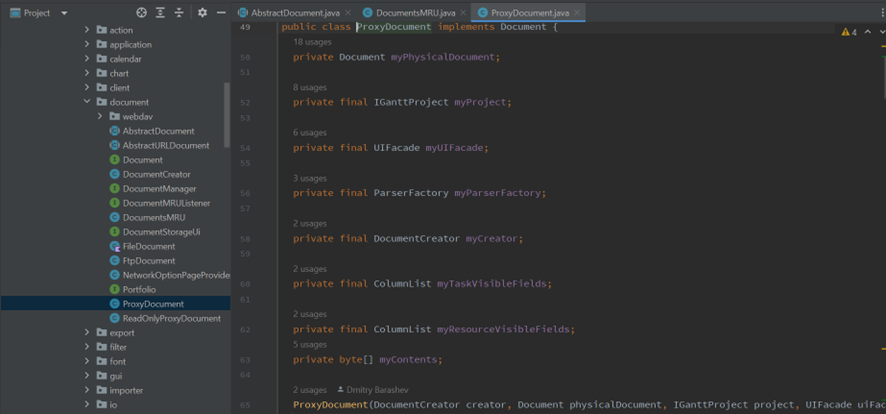 Project
AbstractDocument.java
DocumentsMRU.java
ProxyDocument.java
action
application
calendar
chart
client
document
webdav
AbstractDocument
AbstractURLDocument
Document
DocumentCreator
DocumentManager
DocumentMRUListener
DocumentsMRU
DocumentStorageUi
FileDocument
FtpDocument
NetworkOptionPageProvide
Portfolio
ProxyDocument
ReadOnlyProxyDocument
export
filter
font
gui
importer
io
49 public class ProxyDocument implements Document {
4
18 usages
50 private Document myPhysicalDocument;
51
8 usages
52 private final IGanttProject myProject;
53
6 usages
54 private final UIFacade myUIFacade;
55
3 usages
56 private final ParserFactory myParserFactory;
57
2 usages
58 private final DocumentCreator myCreator;
59
2 usages
60 private final ColumnList myTaskVisibleFields;
61
2 usages
62 private final ColumnList myResourceVisibleFields;
5 usages
63 private byte[] myContents;
64
2 usages Dmitry Barashev
65 ProxyDocument(DocumentCreator creator, Document physicalDocument, IGanttProject project, UIFacade uiFac